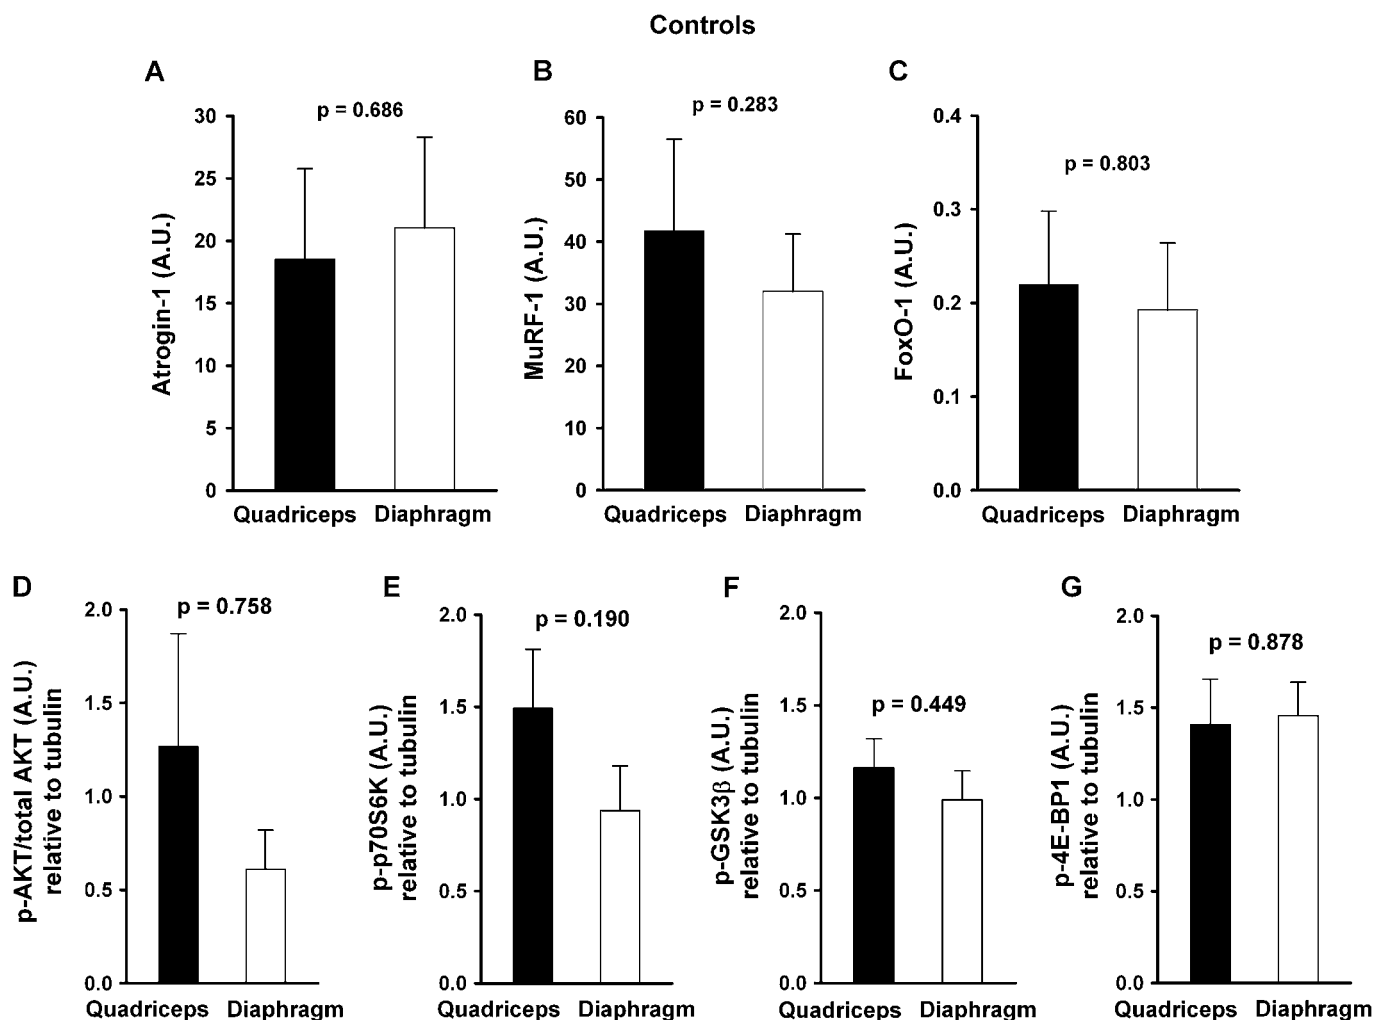 Controls
A
p = 0.686
30
25
20
15
10
5
0
Atrogin-1 (A.U.)
Quadriceps Diaphragm
B
p = 0.283
60
50
40
30
20
10
0
MuRF-1 (A.U.)
Quadriceps Diaphragm
C
p = 0.803
0.4
0.3
0.2
0.1
0.0
FoxO-1 (A.U.)
Quadriceps Diaphragm
D
p = 0.758
2.0
1.5
1.0
0.5
0.0
p-AKT/total AKT (A.U.)
relative to tubulin
Quadriceps Diaphragm
E
p = 0.190
2.0
1.5
1.0
0.5
0.0
p-p70S6K (A.U.)
relative to tubulin
Quadriceps Diaphragm
F
p = 0.449
2.0
1.5
1.0
0.5
0.0
p-GSK3β (A.U.)
relative to tubulin
Quadriceps Diaphragm
G
p = 0.878
2.0
1.5
1.0
0.5
0.0
p-4E-BP1 (A.U.)
relative to tubulin
Quadriceps Diaphragm